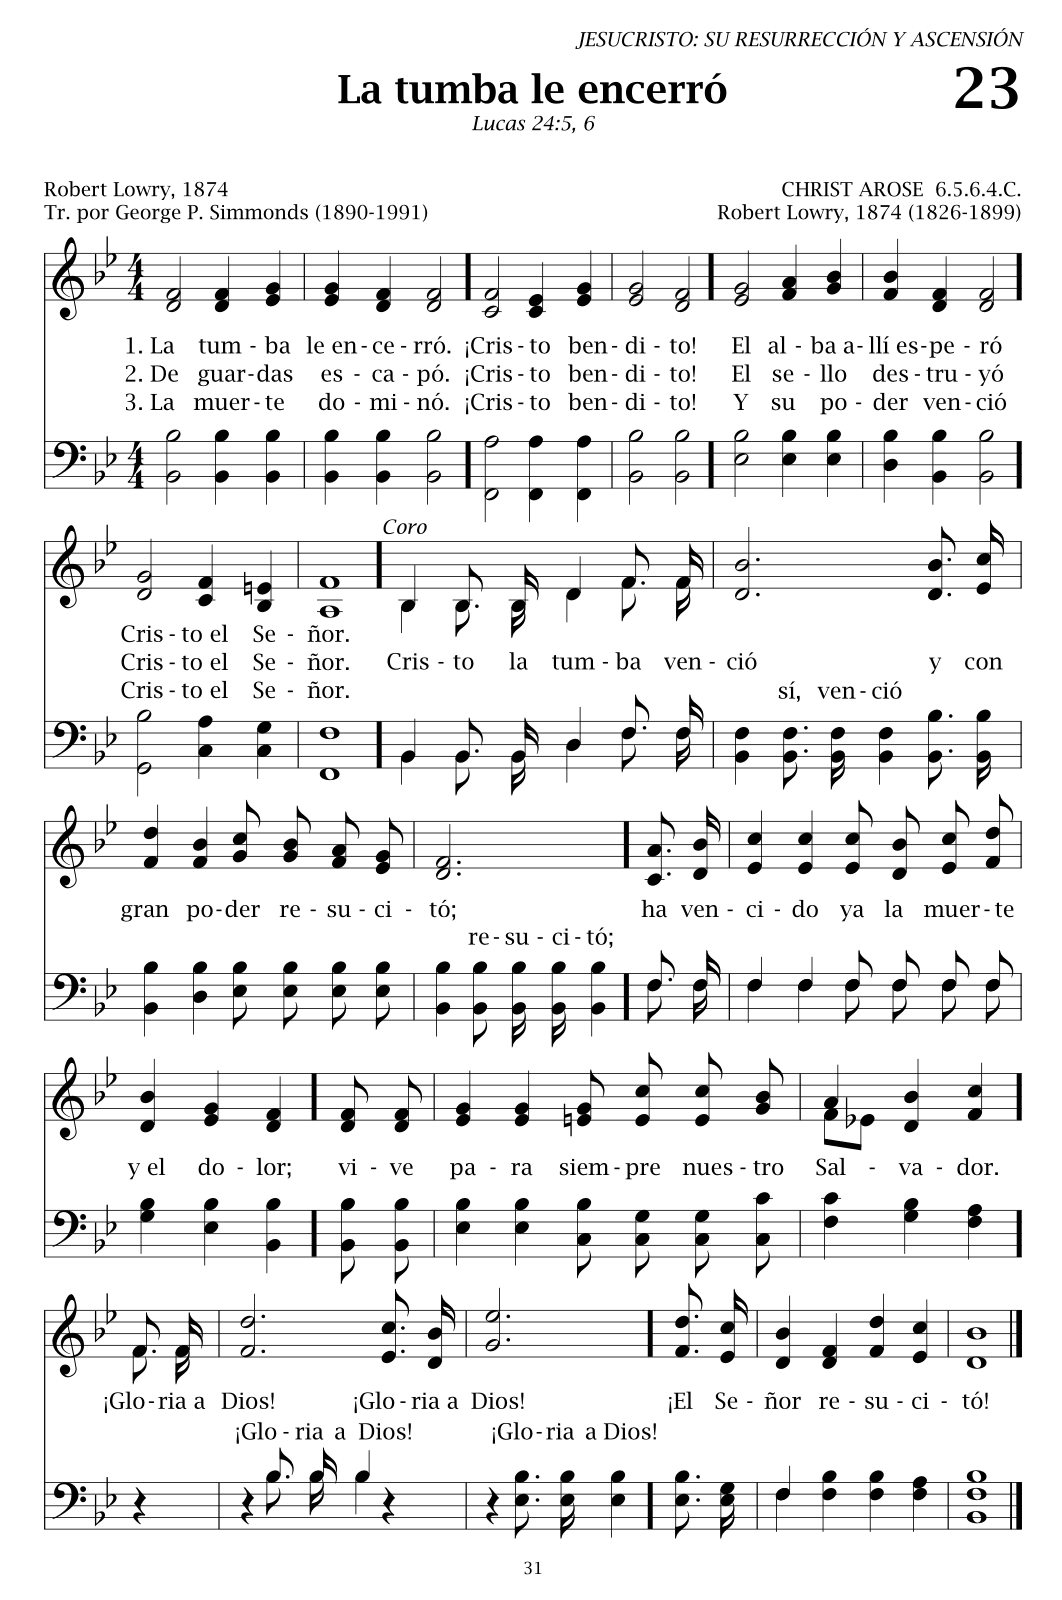 JESUCRISTO: SU RESURRECCIÓN Y ASCENSIÓN
La tumba le encerró 23
Lucas 24:5, 6
Robert Lowry, 1874 CHRIST AROSE 6.5.6.4.C.
Tr. por George P. Simmonds (1890-1991) Robert Lowry, 1874 (1826-1899)
1. La tum - ba le en - ce - rró. ¡Cris - to ben - di - to! El al - ba a - llí es - pe - ró
2. De guar - das es - ca - pó. ¡Cris - to ben - di - to! El se - llo des - tru - yó
3. La muer - te do - mi - nó. ¡Cris - to ben - di - to! Y su po - der ven - ció
Coro
Cris - to el Se - ñor.
Cris - to el Se - ñor. Cris - to la tum - ba ven - ció y con
Cris - to el Se - ñor. sí, ven - ció
gran po - der re - su - ci - tó; ha ven - ci - do ya la muer - te
re - su - ci - tó;
y el do - lor; vi - ve pa - ra siem - pre nues - tro Sal - va - dor.
¡Glo - ria a Dios! ¡Glo - ria a Dios! ¡El Se - ñor re - su - ci - tó!
¡Glo - ria a Dios! ¡Glo - ria a Dios!
31